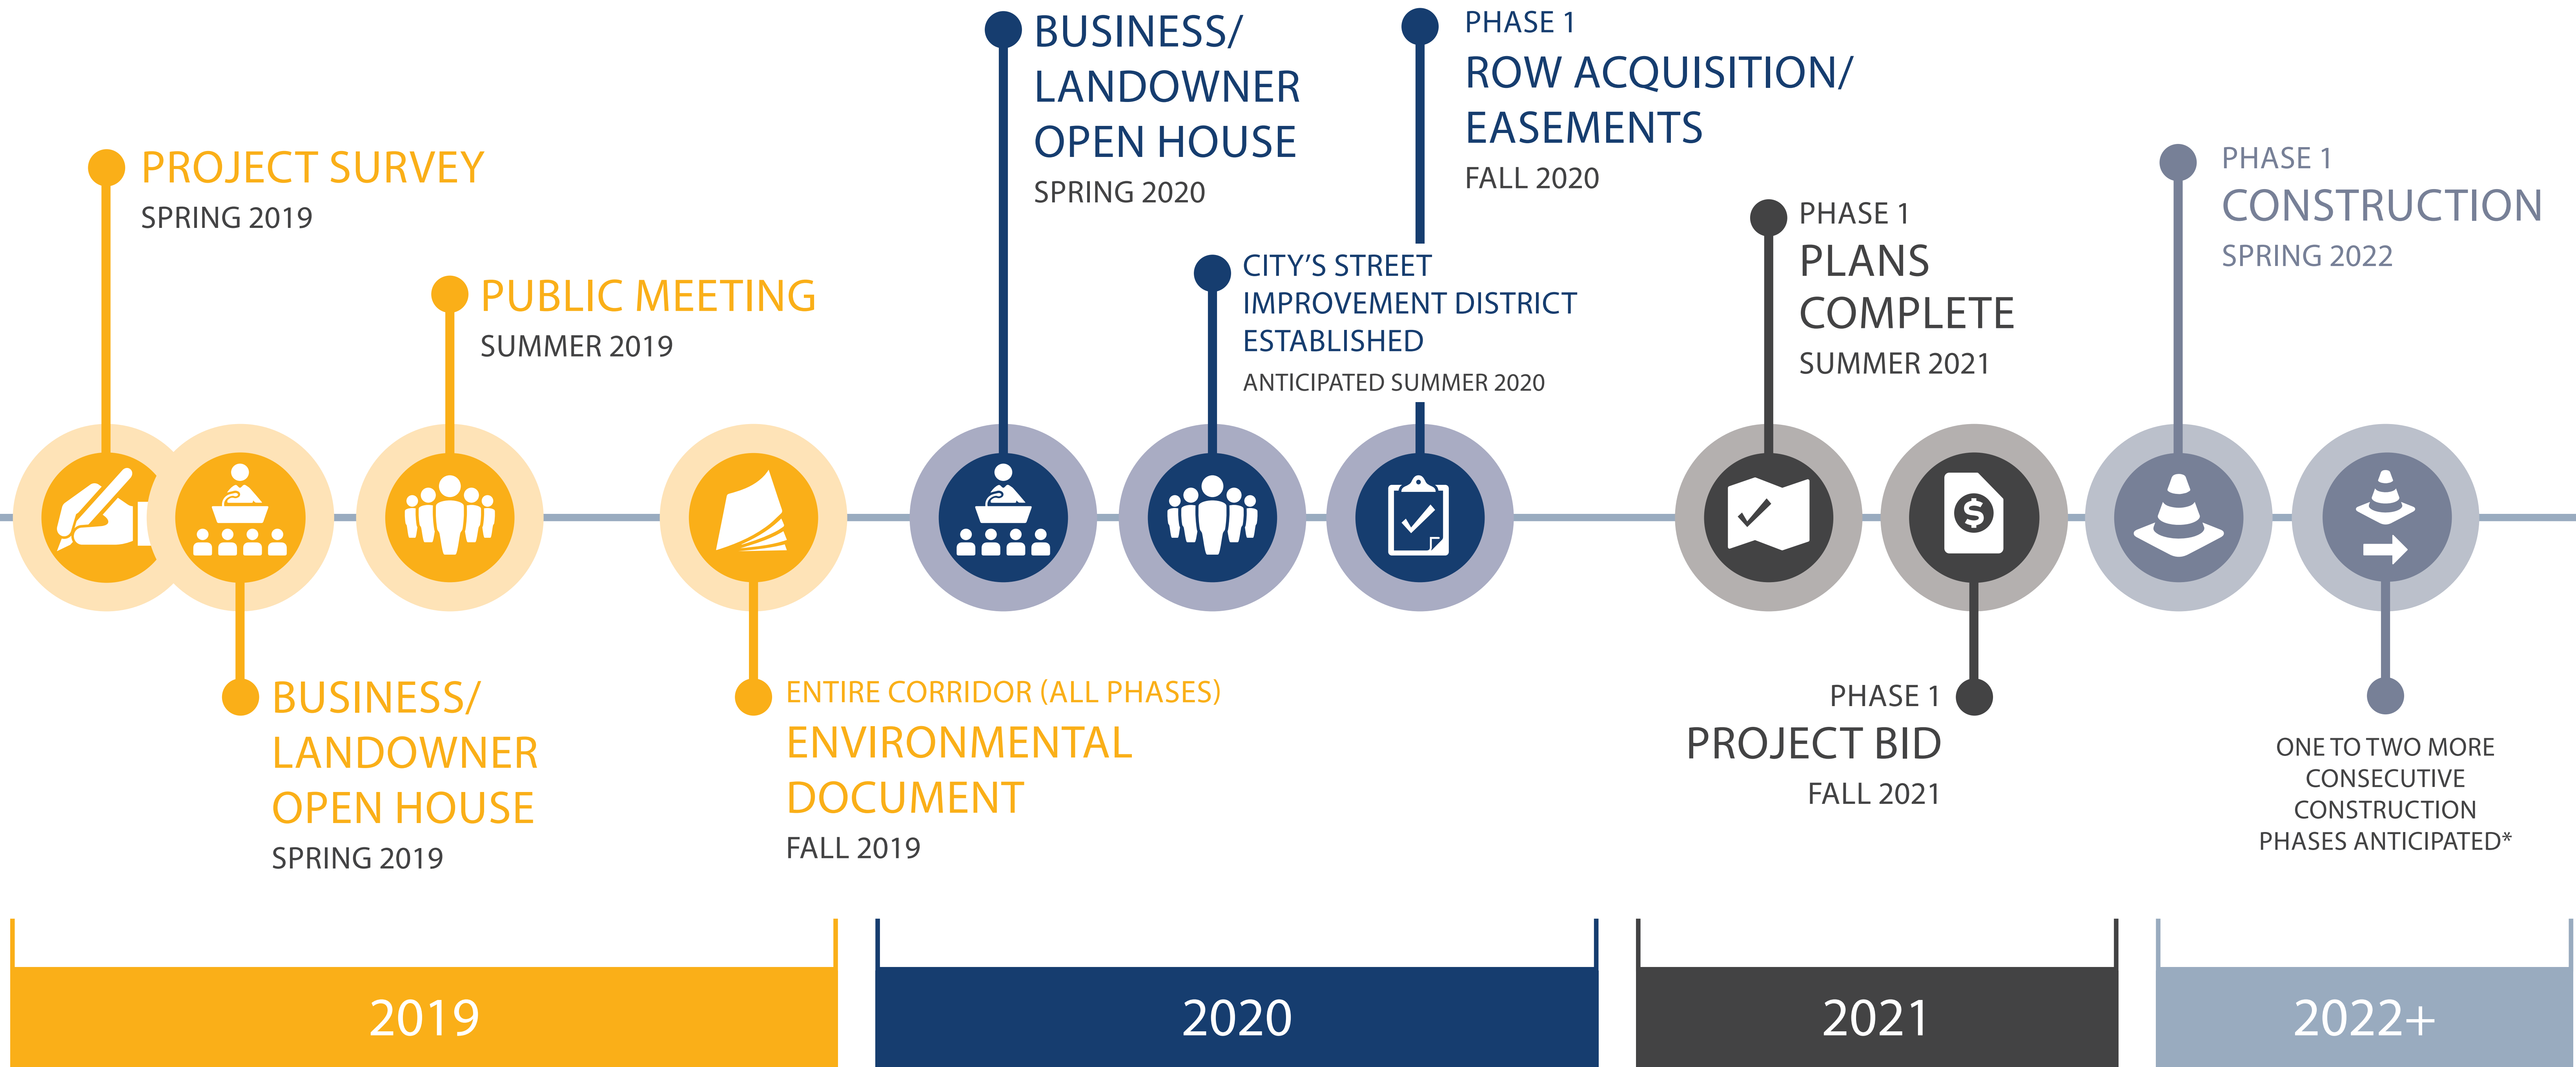 PROJECT SURVEY
SPRING 2019
BUSINESS/
LANDOWNER
OPEN HOUSE
SPRING 2019
PUBLIC MEETING
SUMMER 2019
ENTIRE CORRIDOR (ALL PHASES)
ENVIRONMENTAL
DOCUMENT
FALL 2019
BUSINESS/
LANDOWNER
OPEN HOUSE
SPRING 2020
CITY'S STREET
IMPROVEMENT DISTRICT
ESTABLISHED
ANTICIPATED SUMMER 2020
PHASE 1
ROW ACQUISITION/
EASEMENTS
FALL 2020
PHASE 1
PLANS
COMPLETE
SUMMER 2021
$
PHASE 1
PROJECT BID
FALL 2021
PHASE 1
CONSTRUCTION
SPRING 2022
ONE TO TWO MORE
CONSECUTIVE
CONSTRUCTION
PHASES ANTICIPATED*
2019
2020
2021
2022+